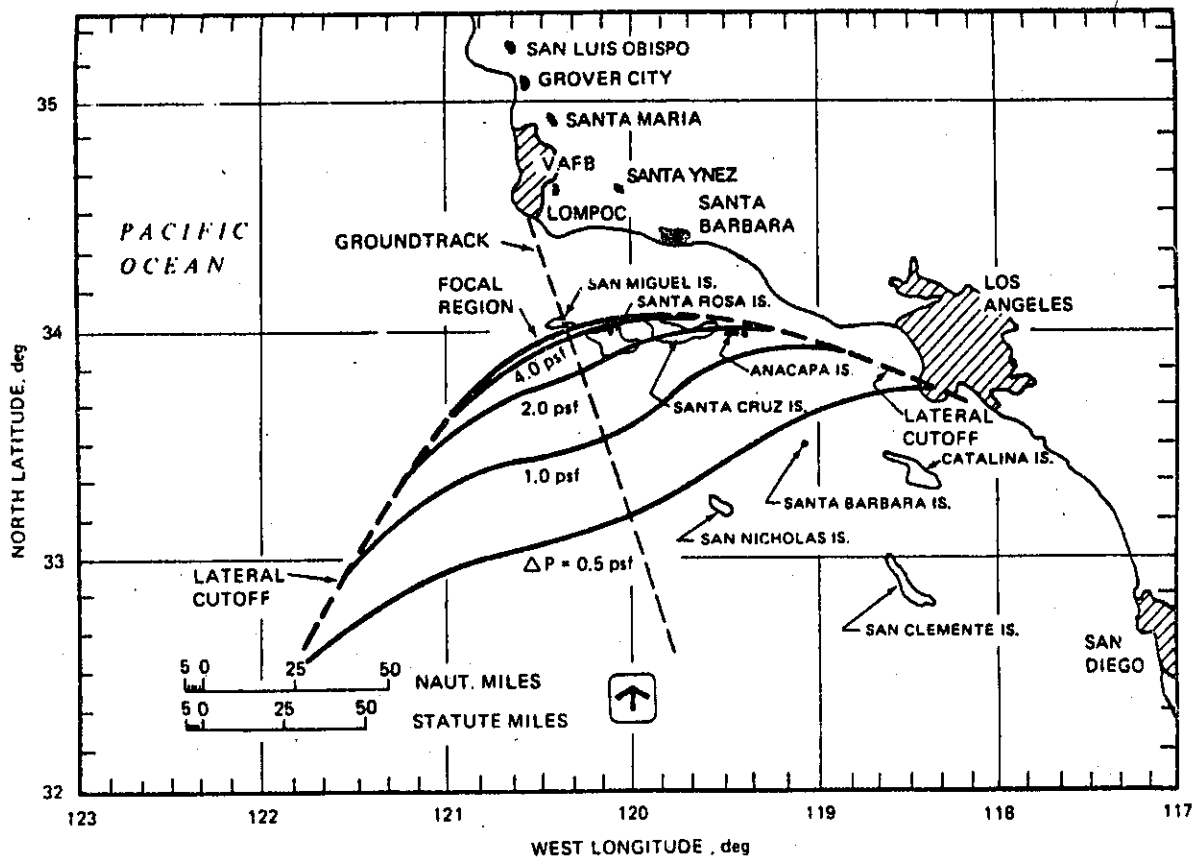 SAN LUIS OBISPO
GROVER CITY
35
SANTA MARIA
VAFB
SANTA YNEZ
LOMPOC
SANTA
BARBARA
PACIFIC
OCEAN
GROUNDTRACK
FOCAL
REGION
SAN MIGUEL IS.
SANTA ROSA IS.
LOS
ANGELES
34
4.0 psf
ANACAPA IS.
2.0 psf
SANTA CRUZ IS.
LATERAL
CUTOFF
CATALINA IS.
1.0 psf
SANTA BARBARA IS.
SAN NICHOLAS IS.
33
LATERAL
CUTOFF
△ P = 0.5 psf
SAN CLEMENTE IS.
SAN
DIEGO
5 0 25 50
NAUT. MILES
5 0 25 50
STATUTE MILES
32
123 122 121 120 119 118 117
NORTH LATITUDE, deg
WEST LONGITUDE, deg